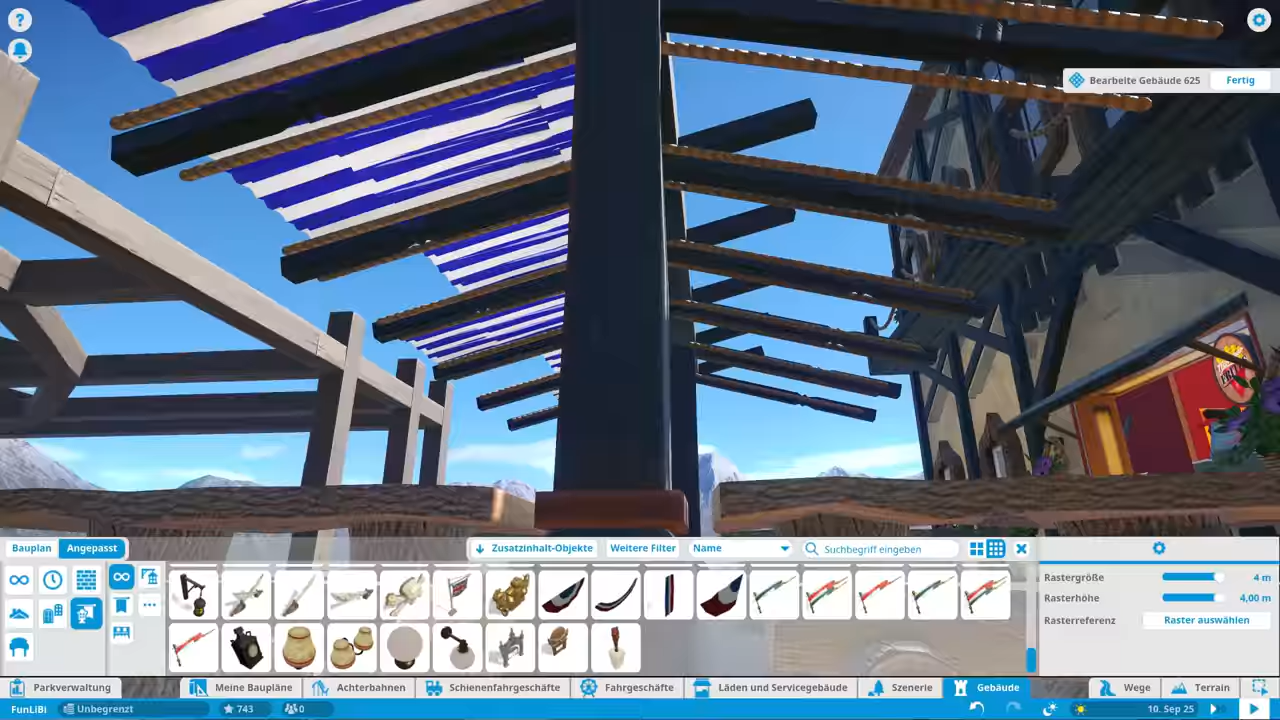 ?
Bearbeite Gebäude 625
Fertig
Bauplan
Angepasst
Zusatzinhalt-Objekte
Weitere Filter
Name
Suchbegriff eingeben
Rastergröße
4 m
Rasterhöhe
4,00 m
Rasterreferenz
Raster auswählen
Parkverwaltung
Meine Baupläne
Achterbahnen
Schienenfahrgeschäfte
Fahrgeschäfte
Läden und Servicegebäude
Szenerie
Gebäude
Wege
Terrain
FunLiBi
Unbegrenzt
743
0
10. Sep 25